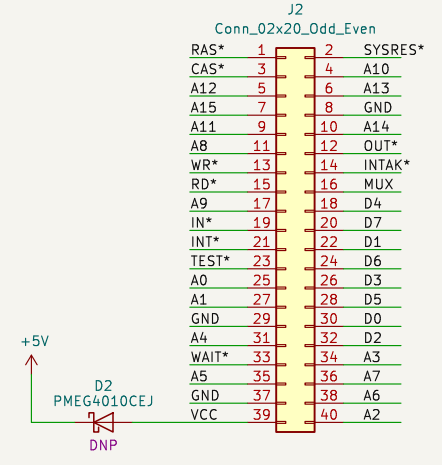 J2
Conn_02x20_Odd_Even
RAS* 1 2 SYSRES*
CAS* 3 4 A10
A12 5 6 A13
A15 7 8 GND
A11 9 10 A14
A8 11 12 OUT*
WR* 13 14 INTAK*
RD* 15 16 MUX
A9 17 18 D4
IN* 19 20 D7
INT* 21 22 D1
TEST* 23 24 D6
A0 25 26 D3
A1 27 28 D5
GND 29 30 D0
A4 31 32 D2
WAIT* 33 34 A3
A5 35 36 A7
GND 37 38 A6
VCC 39 40 A2
+5V
D2
PMEG4010CEJ
DNP